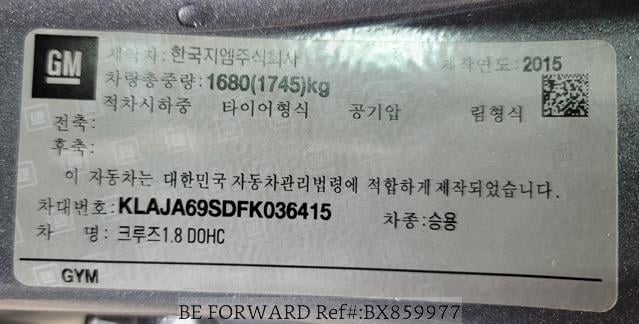 GM 제작자: 한국지엠주식회사 제작연도: 2015
차량총중량: 1680(1745)kg
적차시하중 타이어형식 공기압 림형식
전축:
후축:
이 자동차는 대한민국 자동차관리법령에 적합하게 제작되었습니다.
차대번호: KLAJA69SDFK036415 차종: 승용
차 명: 크루즈1.8 DOHC
GYM
BE FORWARD Ref#:BX859977